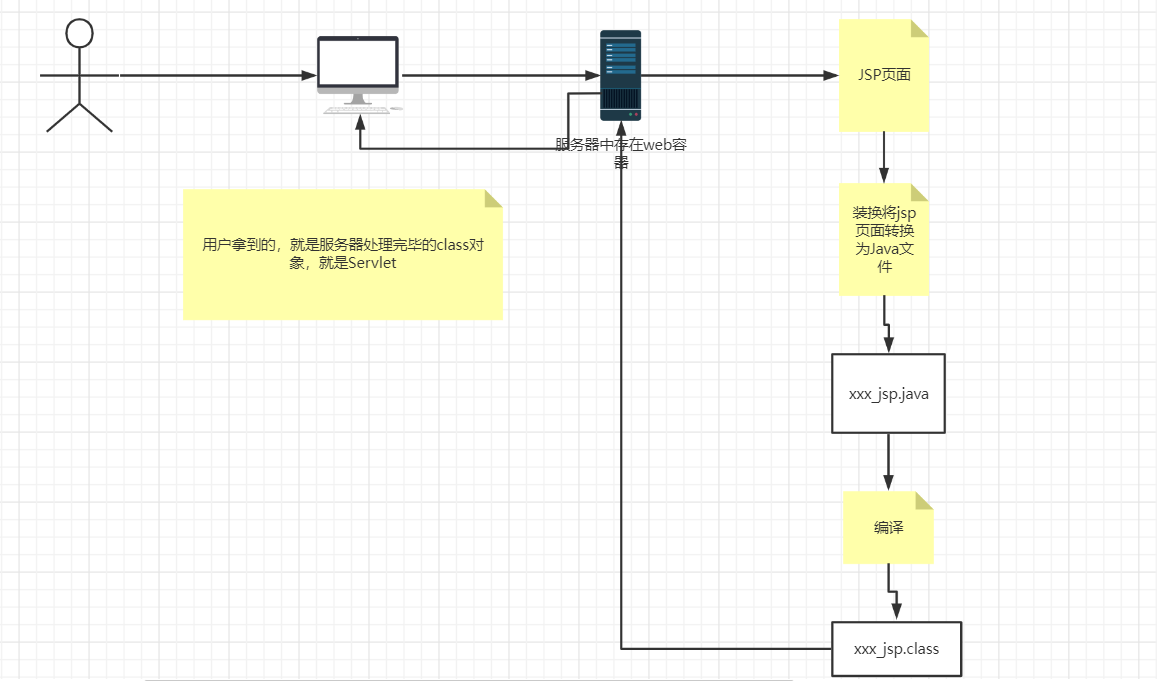 JSP页面
服务器中存在web容
器
装换将jsp
页面转换
为Java文
件
用户拿到的，就是服务器处理完毕的class对
象，就是Servlet
xxx_jsp.java
编译
xxx_jsp.class